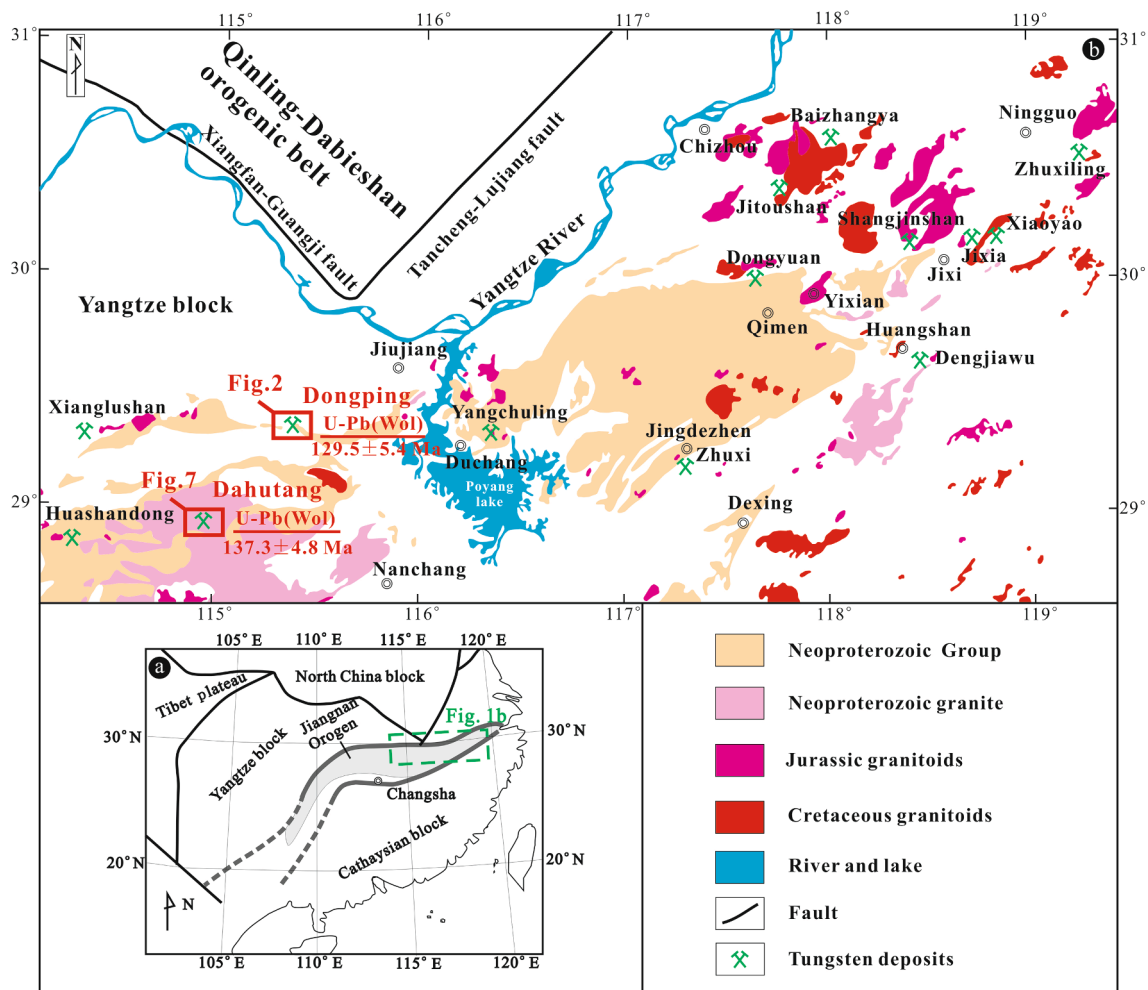 115°
116°
117°
118°
119°
31°
31°
N
b
Qinling-Dabieshan
orogenic belt
Xiangfan-Guangji fault
Tancheng-Lujiang fault
Yangtze River
Chizhou
Baizhangya
Ningguo
Zhuxiling
Jitoushan
Shangjinshan
Xiaoyao
Jixia
Jixi
30°
30°
Dongyuan
Yixian
Yangtze block
Qimen
Huangshan
Dengjiawu
Jiujiang
Fig.2
Dongping
U-Pb(Wol)
129.5±5.4 Ma
Xianglushan
Yangchuling
Duchang
Jingdezhen
Zhuxi
Poyang
lake
Fig.7
Dahutang
U-Pb(Wol)
137.3±4.8 Ma
29°
29°
Huashandong
Dexing
Nanchang
115°
116°
117°
118°
119°
a
105° E
110° E
115° E
120° E
Tibet plateau
North China block
Fig. 1b
Jiangnan
Orogen
30° N
30° N
Yangtze block
Changsha
Cathaysian block
20° N
20° N
N
105° E
110° E
115° E
120° E
Neoproterozoic Group
Neoproterozoic granite
Jurassic granitoids
Cretaceous granitoids
River and lake
Fault
Tungsten deposits